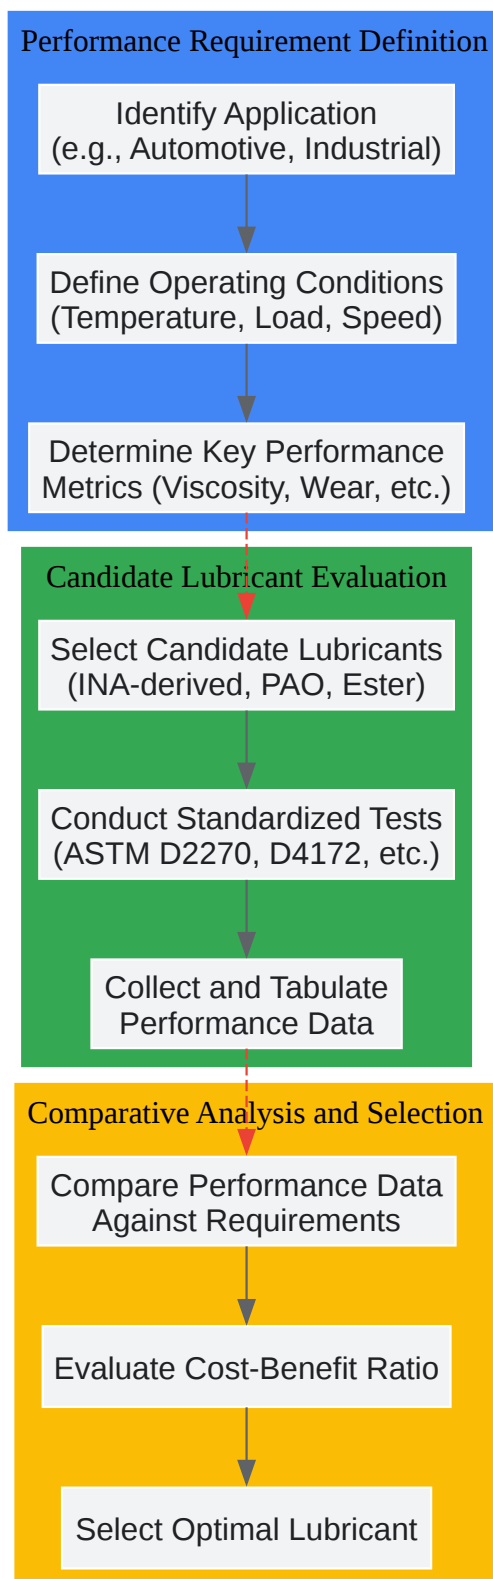 Performance Requirement Definition
Identify Application
(e.g., Automotive, Industrial)
Define Operating Conditions
(Temperature, Load, Speed)
Determine Key Performance
Metrics (Viscosity, Wear, etc.)
Candidate Lubricant Evaluation
Select Candidate Lubricants
(INA-derived, PAO, Ester)
Conduct Standardized Tests
(ASTM D2270, D4172, etc.)
Collect and Tabulate
Performance Data
Comparative Analysis and Selection
Compare Performance Data
Against Requirements
Evaluate Cost-Benefit Ratio
Select Optimal Lubricant